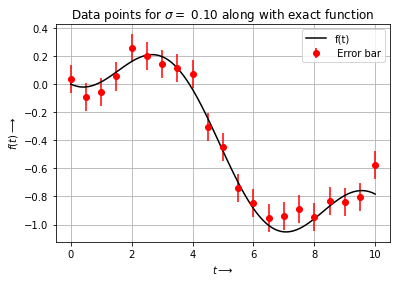 Data points for σ = 0.10 along with exact function
f(t)
Error bar
0.4
0.2
0.0
−0.2
−0.4
−0.6
−0.8
−1.0
f(t)⟶
0 2 4 6 8 10
t⟶